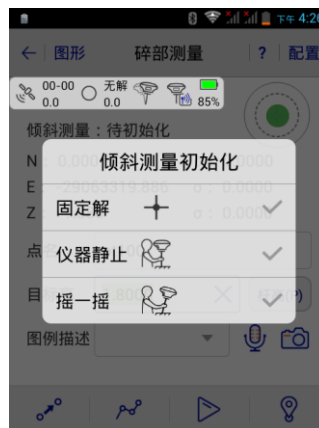 下午 4:26
图形 碎部测量 ? 配置
00-00 无解
0.0 0.0 85%
倾斜测量：待初始化
倾斜测量初始化
N
E
Z
固定解
点
仪器静止
目
摇一摇
图例描述